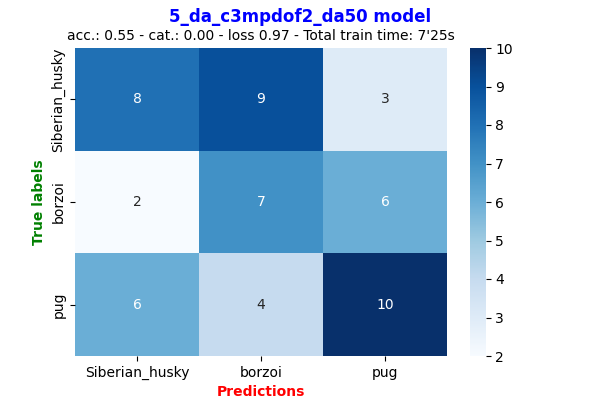 5_da_c3mpdof2_da50 model
acc.: 0.55 - cat.: 0.00 - loss 0.97 - Total train time: 7'25s
True labels
Siberian_husky
8 9 3
borzoi
2 7 6
pug
6 4 10
Siberian_husky borzoi pug
Predictions
10
9
8
7
6
5
4
3
2